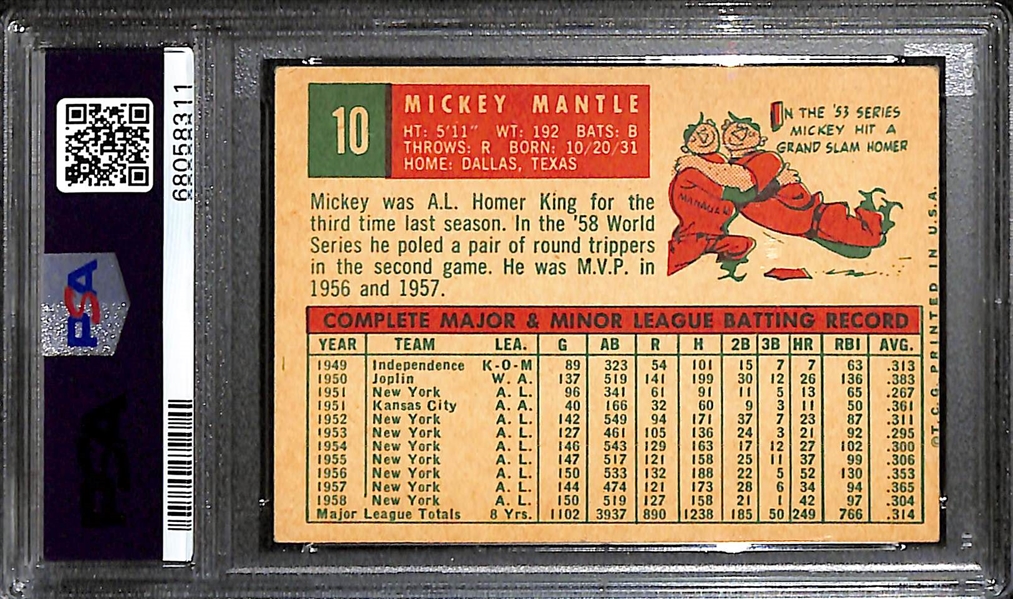 68058311
PSA
PSA
10
MICKEY MANTLE
HT: 5'11" WT: 192 BATS: B
THROWS: R BORN: 10/20/31
HOME: DALLAS, TEXAS
IN THE '53 SERIES
MICKEY HIT A
GRAND SLAM HOMER
MANAGER
Mickey was A.L. Homer King for the
third time last season. In the '58 World
Series he poled a pair of round trippers
in the second game. He was M.V.P. in
1956 and 1957.
COMPLETE MAJOR & MINOR LEAGUE BATTING RECORD
YEAR TEAM LEA. G AB R H 2B 3B HR RBI AVG.
1949 Independence K-O-M 89 323 54 101 15 7 7 63 .313
1950 Joplin W. A. 137 519 141 199 30 12 26 136 .383
1951 New York A. L. 96 341 61 91 11 5 13 65 .267
1951 Kansas City A. A. 40 166 32 60 9 3 11 50 .361
1952 New York A. L. 142 549 94 171 37 7 23 87 .311
1953 New York A. L. 127 461 105 136 24 3 21 92 .295
1954 New York A. L. 146 543 129 163 17 12 27 102 .300
1955 New York A. L. 147 517 121 158 25 11 37 99 .306
1956 New York A. L. 150 533 132 188 22 5 52 130 .353
1957 New York A. L. 144 474 121 173 28 6 34 94 .365
1958 New York A. L. 150 519 127 158 21 1 42 97 .304
Major League Totals 8 Yrs. 1102 3937 890 1238 185 50 249 766 .314
©T. C. G. PRINTED IN U.S.A.